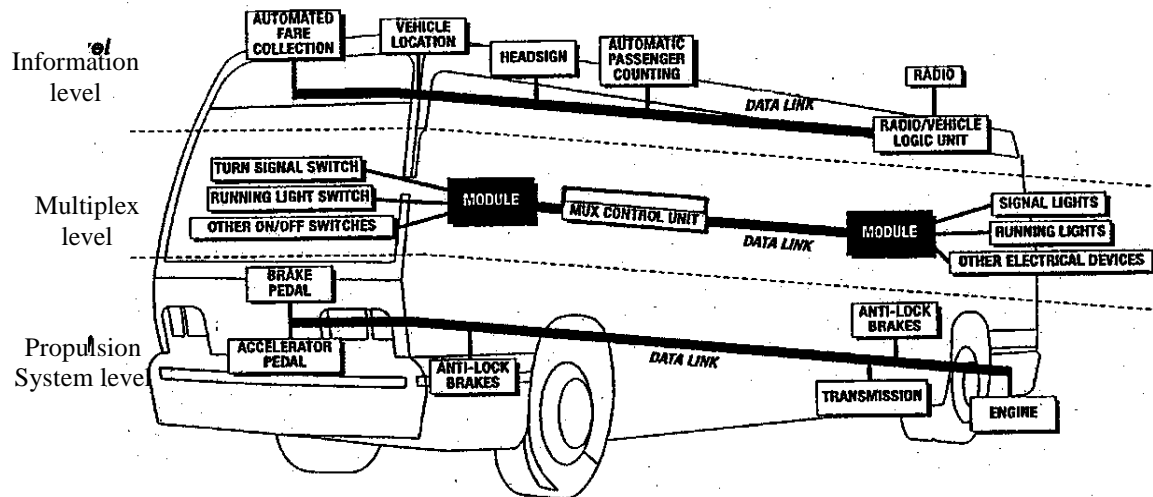 AUTOMATED
FARE
COLLECTION
VEHICLE
LOCATION
HEADSIGN
AUTOMATIC
PASSENGER
COUNTING
RADIO
el
Information
level
DATA LINK
RADIO/VEHICLE
LOGIC UNIT
TURN SIGNAL SWITCH
RUNNING LIGHT SWITCH
OTHER ON/OFF SWITCHES
MODULE
MUX CONTROL UNIT
DATA LINK
MODULE
SIGNAL LIGHTS
RUNNING LIGHTS
OTHER ELECTRICAL DEVICES
Multiplex
level
BRAKE
PEDAL
ACCELERATOR
PEDAL
ANTI-LOCK
BRAKES
DATA LINK
ANTI-LOCK
BRAKES
TRANSMISSION
ENGINE
Propulsion
System level